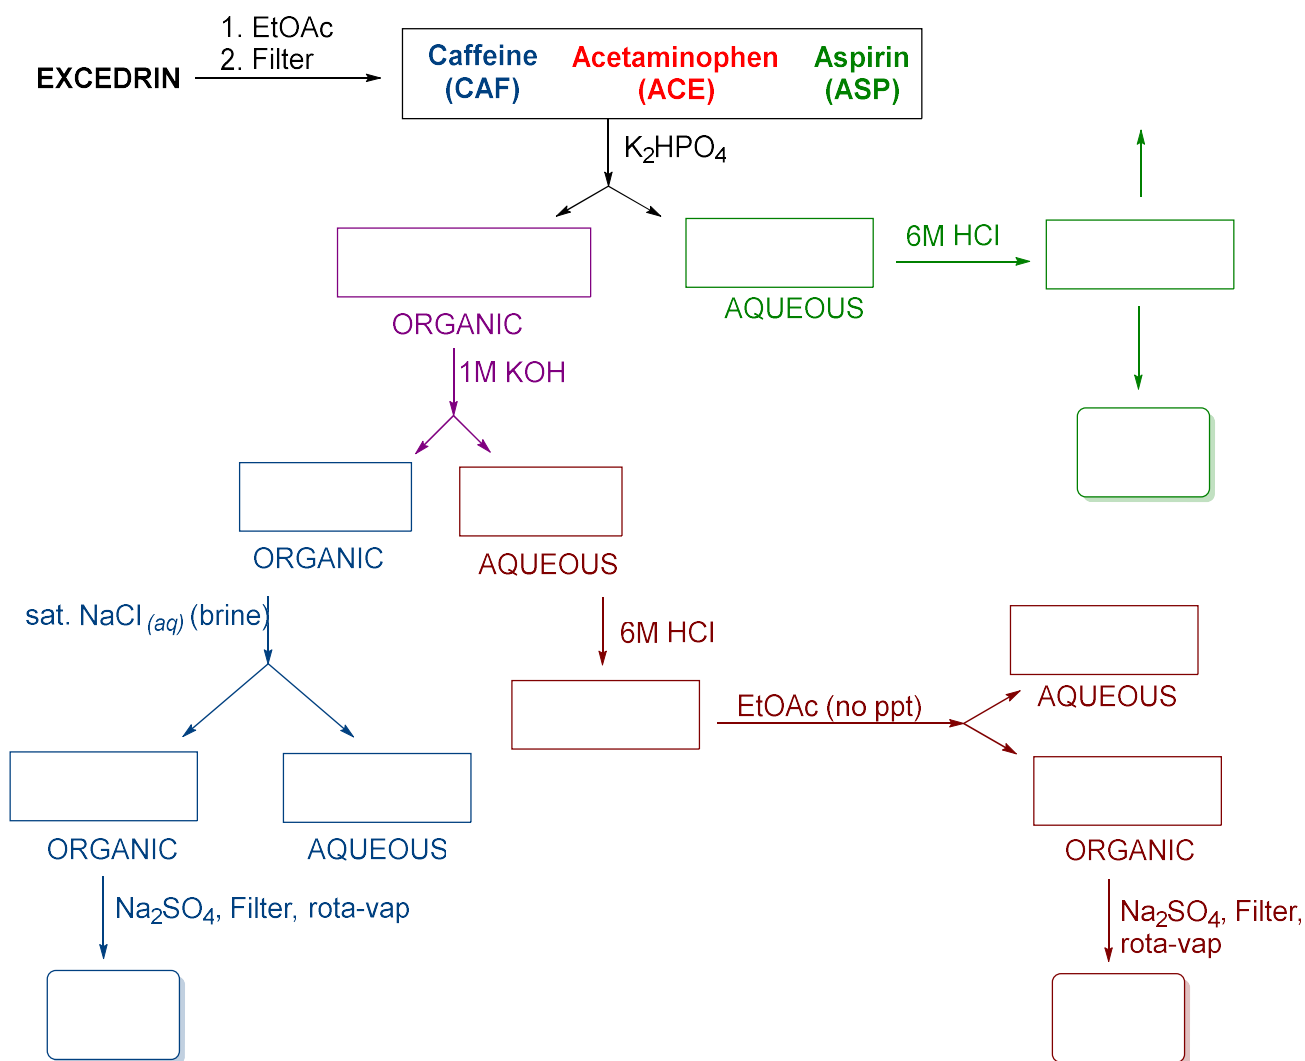 1. EtOAc
2. Filter
EXCEDRIN
Caffeine
(CAF)
Acetaminophen
(ACE)
Aspirin
(ASP)
K2HPO4
6M HCl
AQUEOUS
ORGANIC
1M KOH
ORGANIC
AQUEOUS
sat. NaCl (aq) (brine)
6M HCl
EtOAc (no ppt)
AQUEOUS
ORGANIC
AQUEOUS
ORGANIC
Na2SO4, Filter, rota-vap
Na2SO4, Filter,
rota-vap